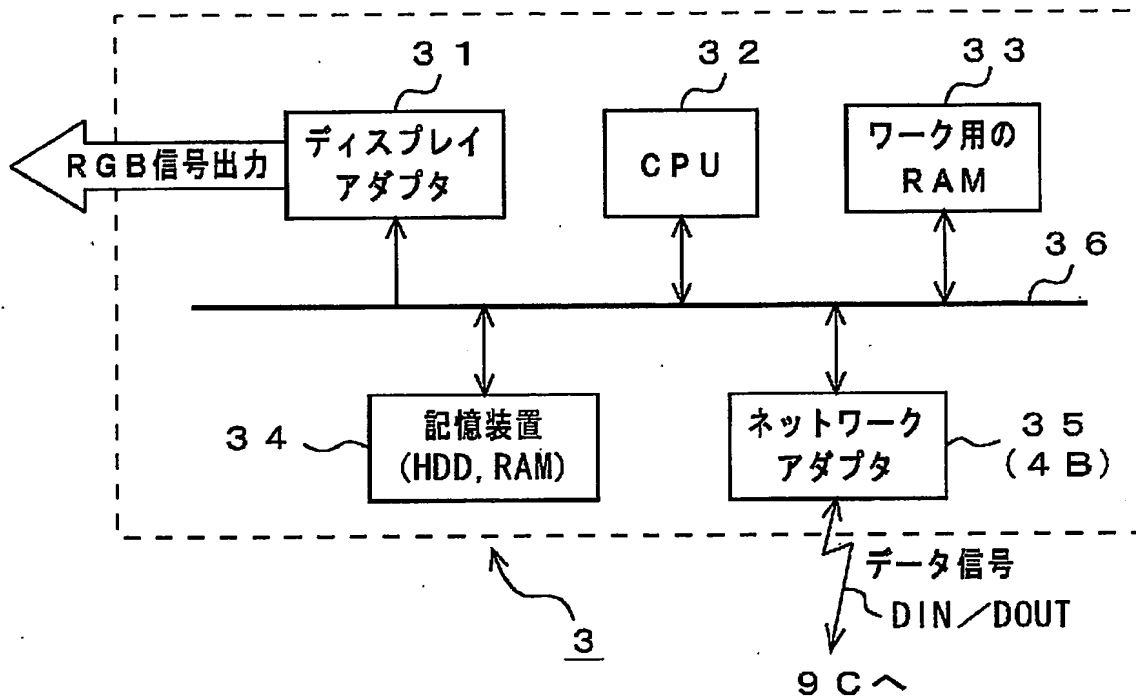 31
32
33
RGB信号出力
ディスプレイ
アダプタ
CPU
ワーク用の
RAM
36
34
記憶装置
(HDD, RAM)
ネットワーク
アダプタ
35
(4B)
データ信号
DIN/DOUT
3
9Cへ